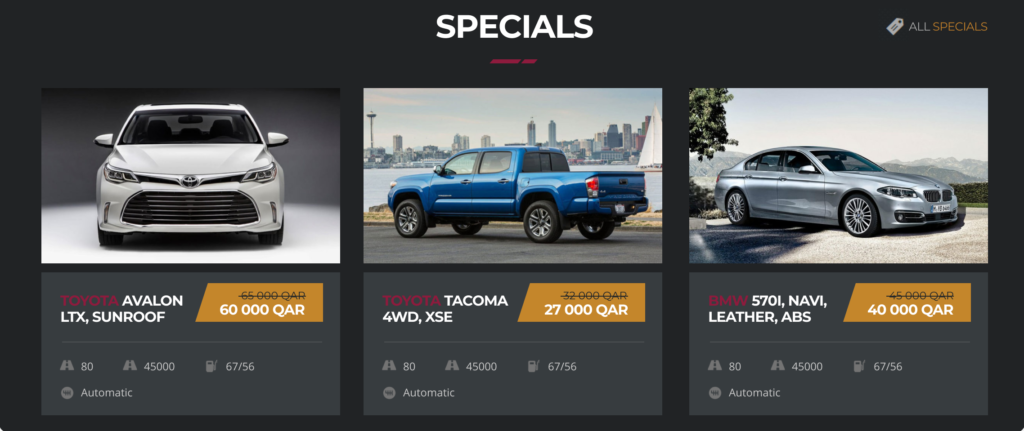 SPECIALS
ALL SPECIALS
TOYOTA AVALON
LTX, SUNROOF
65 000 QAR
60 000 QAR
80
45000
67/56
Automatic
TOYOTA TACOMA
4WD, XSE
32 000 QAR
27 000 QAR
80
45000
67/56
Automatic
BMW 570I, NAVI,
LEATHER, ABS
45 000 QAR
40 000 QAR
80
45000
67/56
Automatic